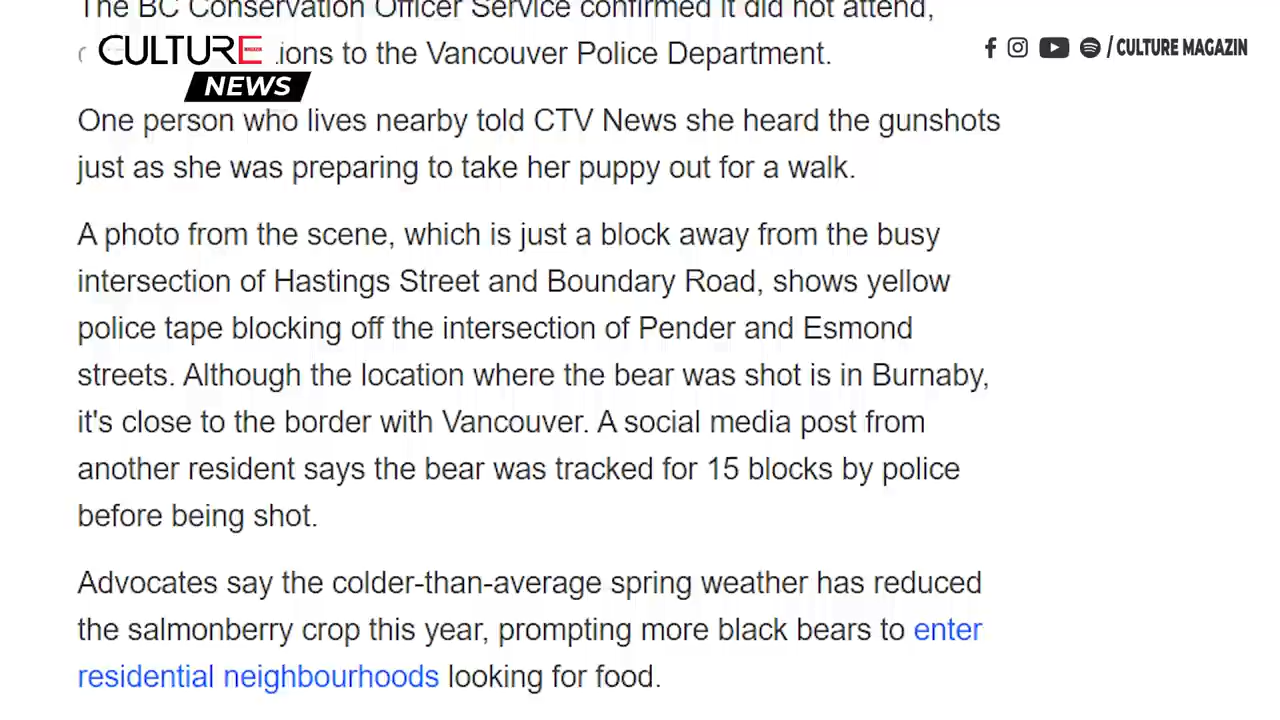 The BC Conservation Officer Service confirmed it did not attend,
CULTURE
NEWS
to the Vancouver Police Department.
/ CULTURE MAGAZIN
One person who lives nearby told CTV News she heard the gunshots
just as she was preparing to take her puppy out for a walk.
A photo from the scene, which is just a block away from the busy
intersection of Hastings Street and Boundary Road, shows yellow
police tape blocking off the intersection of Pender and Esmond
streets. Although the location where the bear was shot is in Burnaby,
it's close to the border with Vancouver. A social media post from
another resident says the bear was tracked for 15 blocks by police
before being shot.
Advocates say the colder-than-average spring weather has reduced
the salmonberry crop this year, prompting more black bears to enter
residential neighbourhoods looking for food.